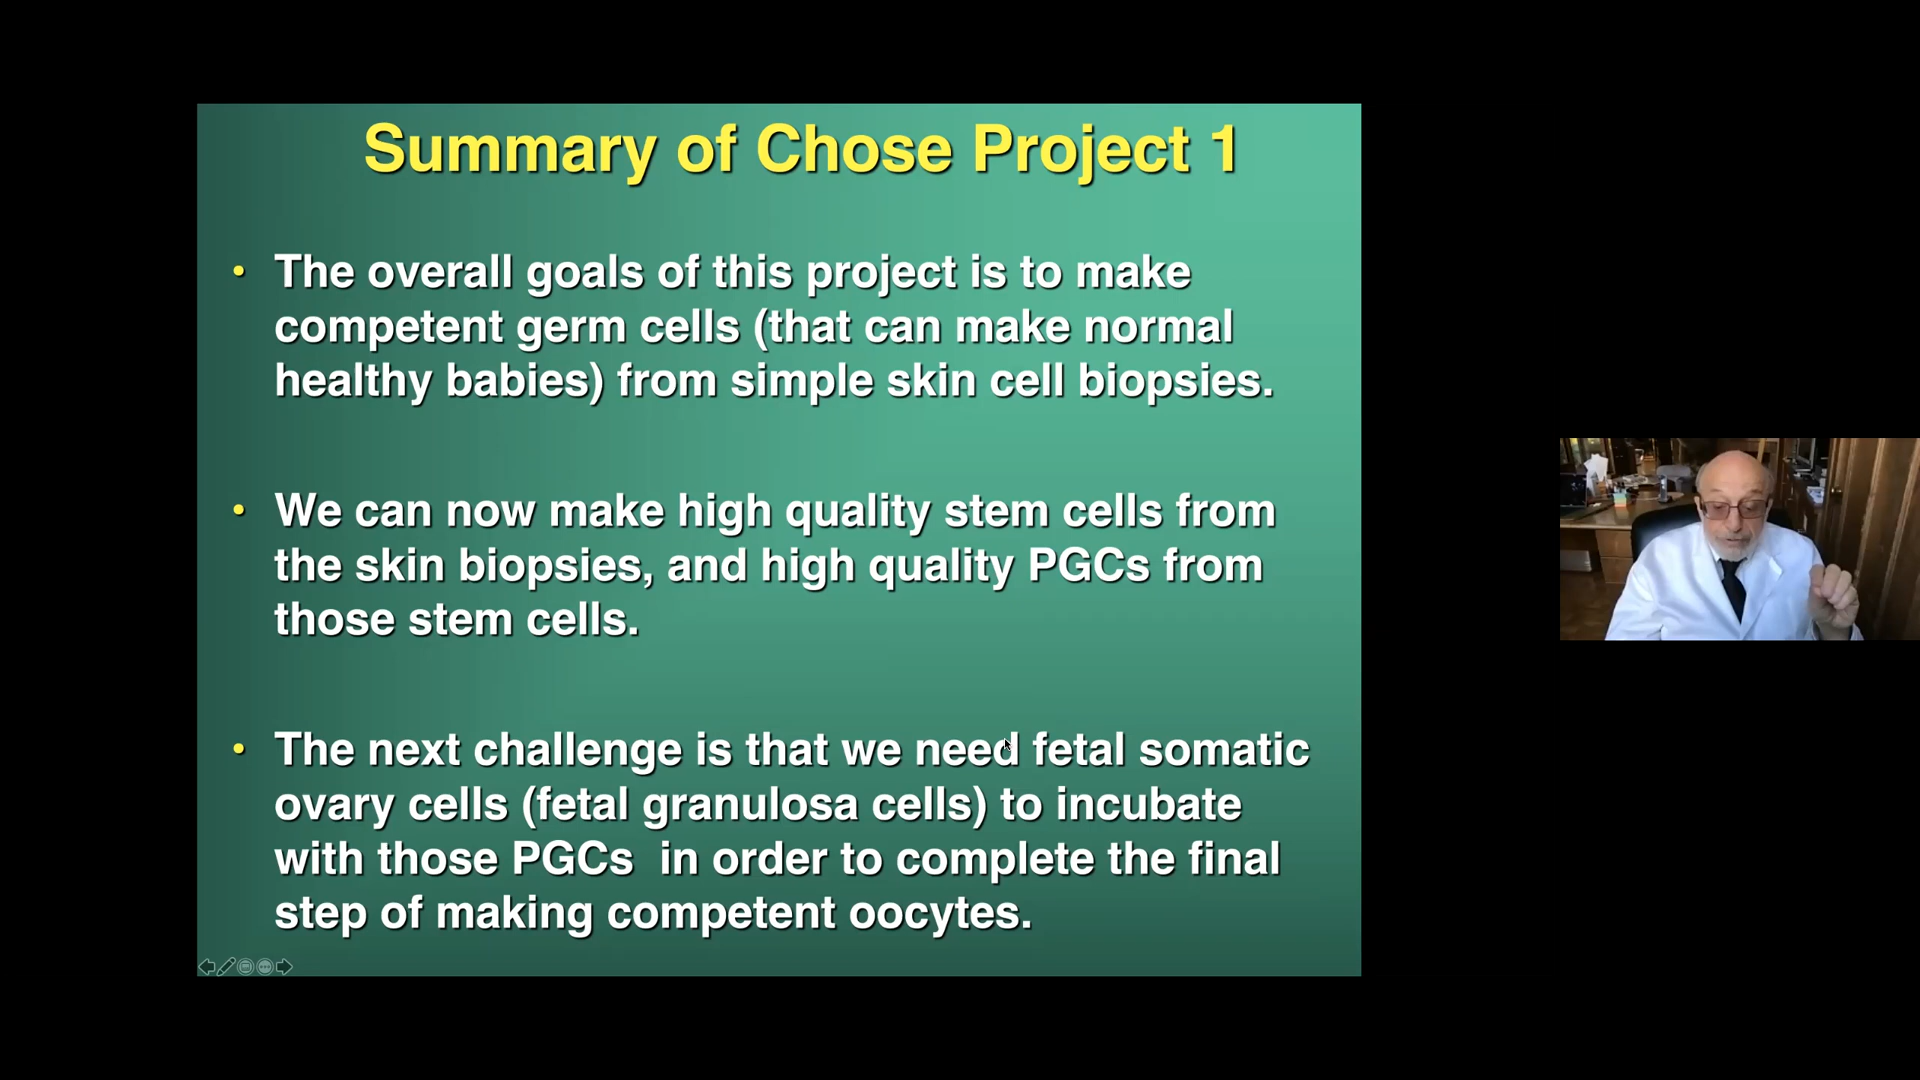 Summary of Chose Project 1
• The overall goals of this project is to make
competent germ cells (that can make normal
healthy babies) from simple skin cell biopsies.
• We can now make high quality stem cells from
the skin biopsies, and high quality PGCs from
those stem cells.
• The next challenge is that we need fetal somatic
ovary cells (fetal granulosa cells) to incubate
with those PGCs  in order to complete the final
step of making competent oocytes.